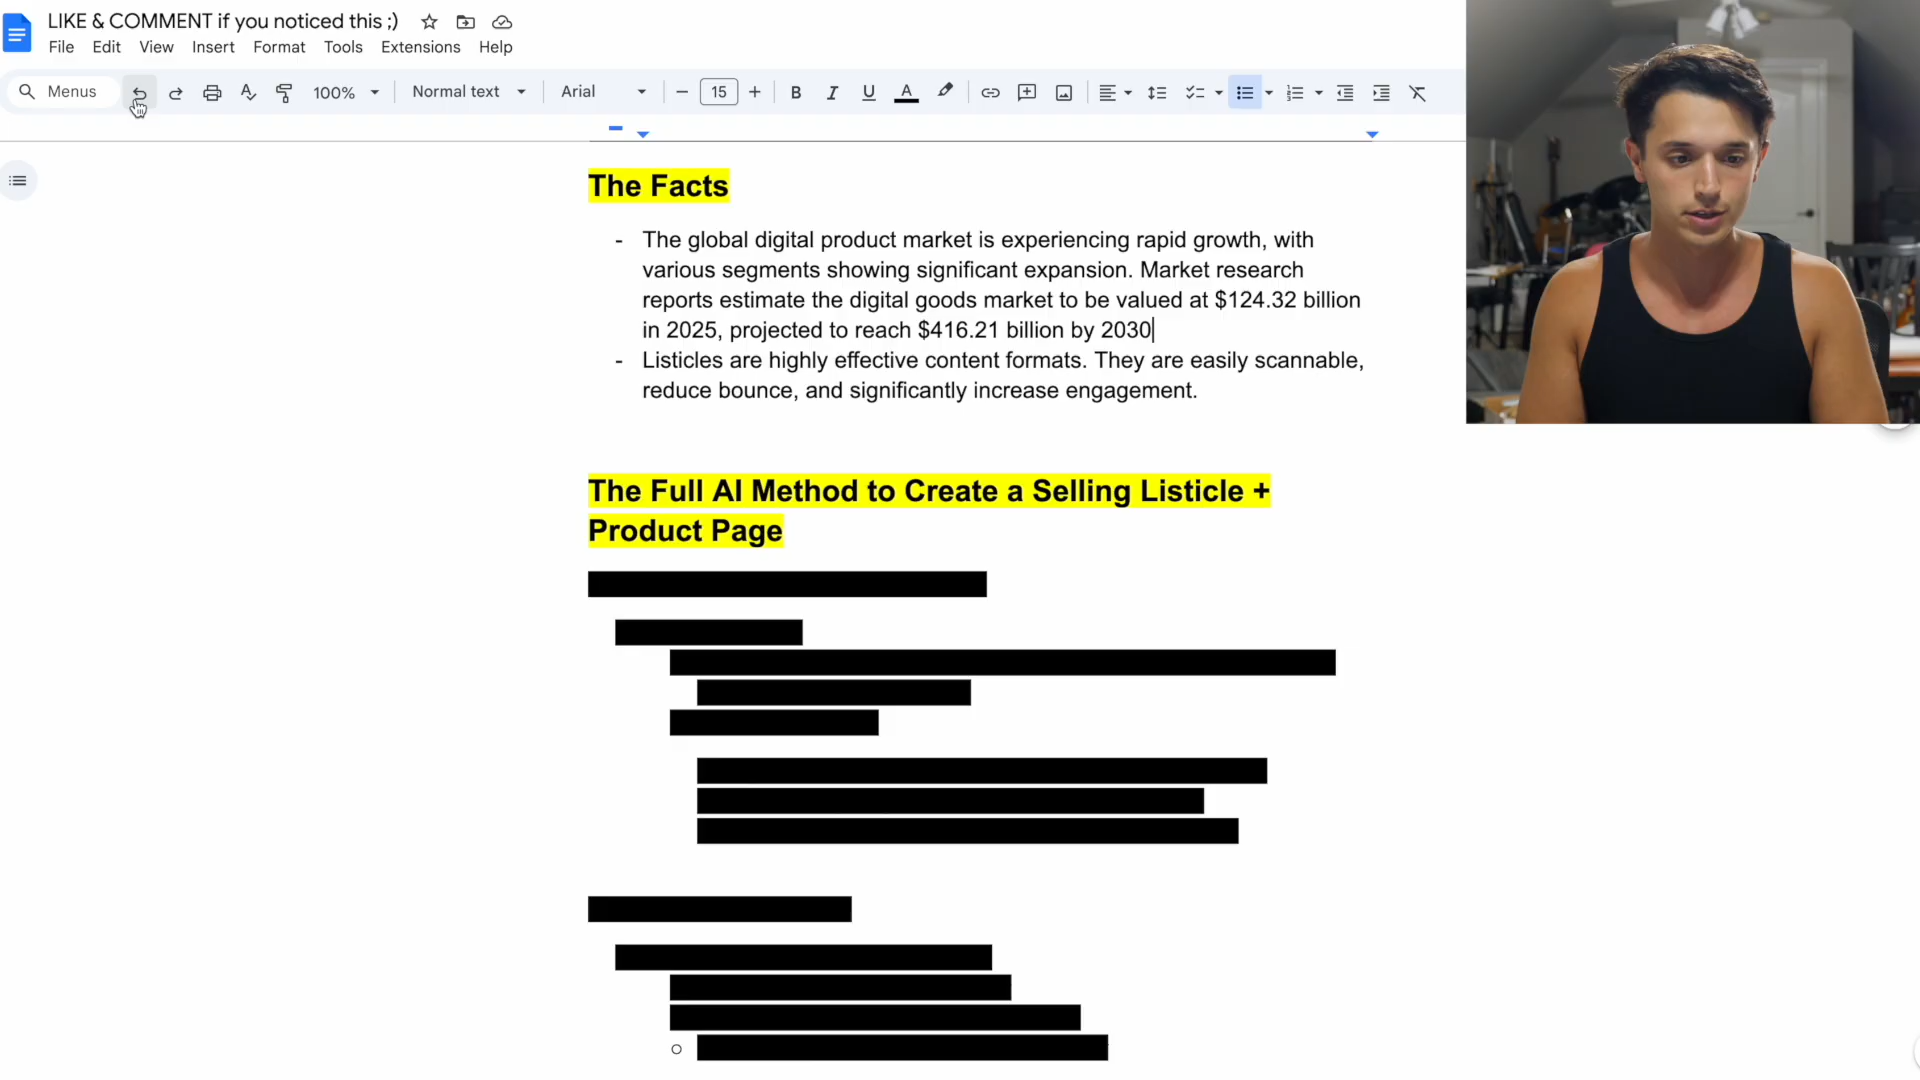 LIKE & COMMENT if you noticed this ;)
File Edit View Insert Format Tools Extensions Help
Menus 100% Normal text Arial 15 B I U A
The Facts
- The global digital product market is experiencing rapid growth, with
various segments showing significant expansion. Market research
reports estimate the digital goods market to be valued at $124.32 billion
in 2025, projected to reach $416.21 billion by 2030
- Listicles are highly effective content formats. They are easily scannable,
reduce bounce, and significantly increase engagement.
The Full AI Method to Create a Selling Listicle +
Product Page